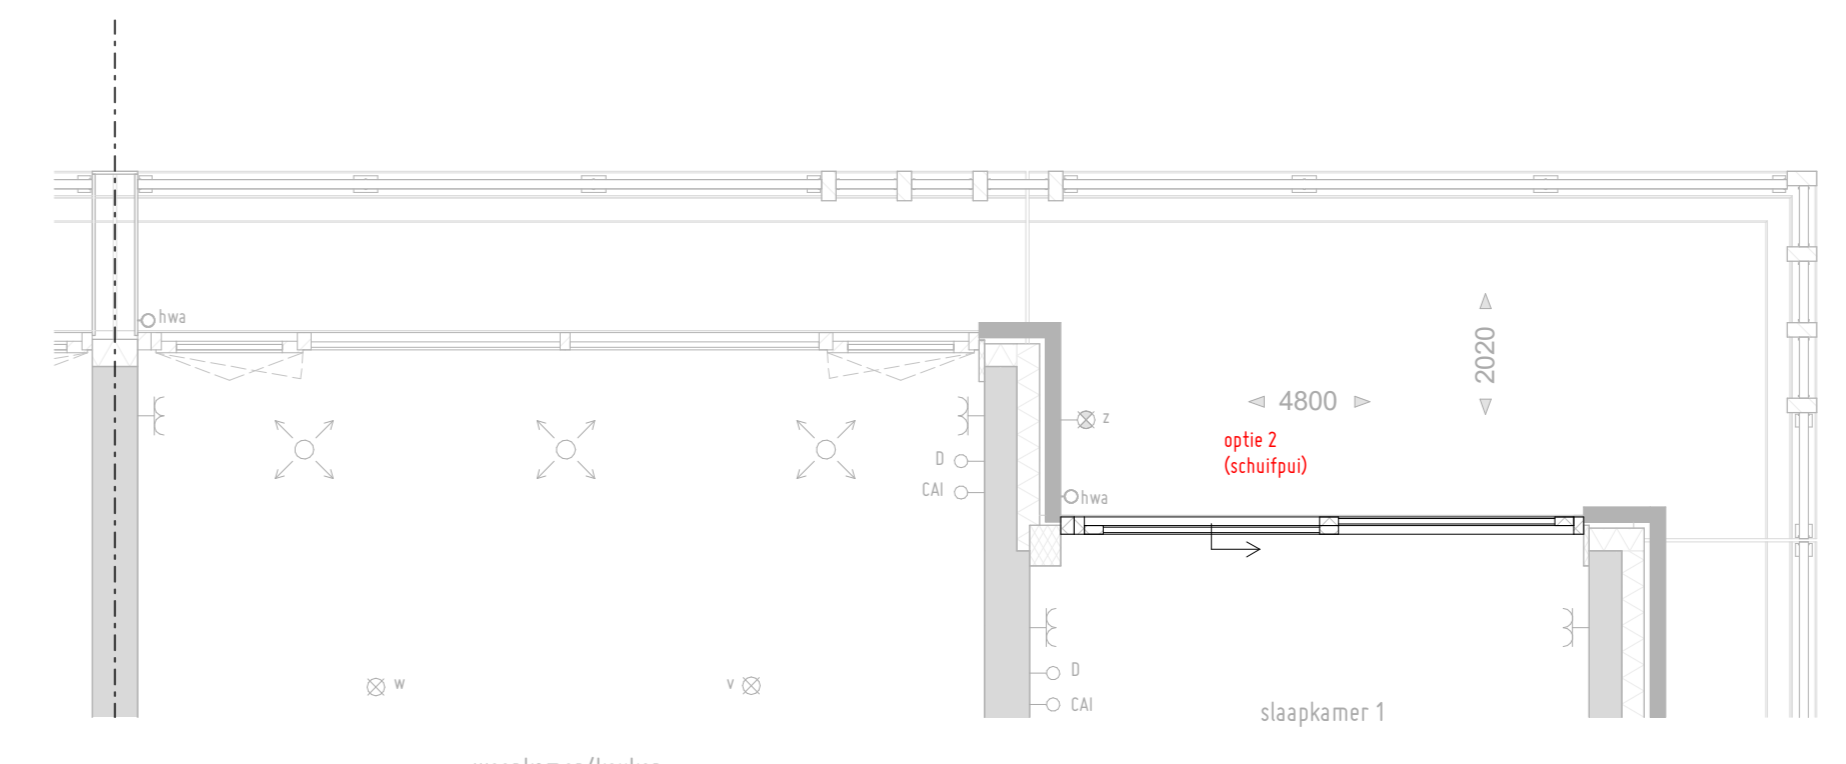 hwa
2020
4800
z
optie 2
(schuifpui)
D
CAI
hwa
w
v
D
CAI
slaapkamer 1